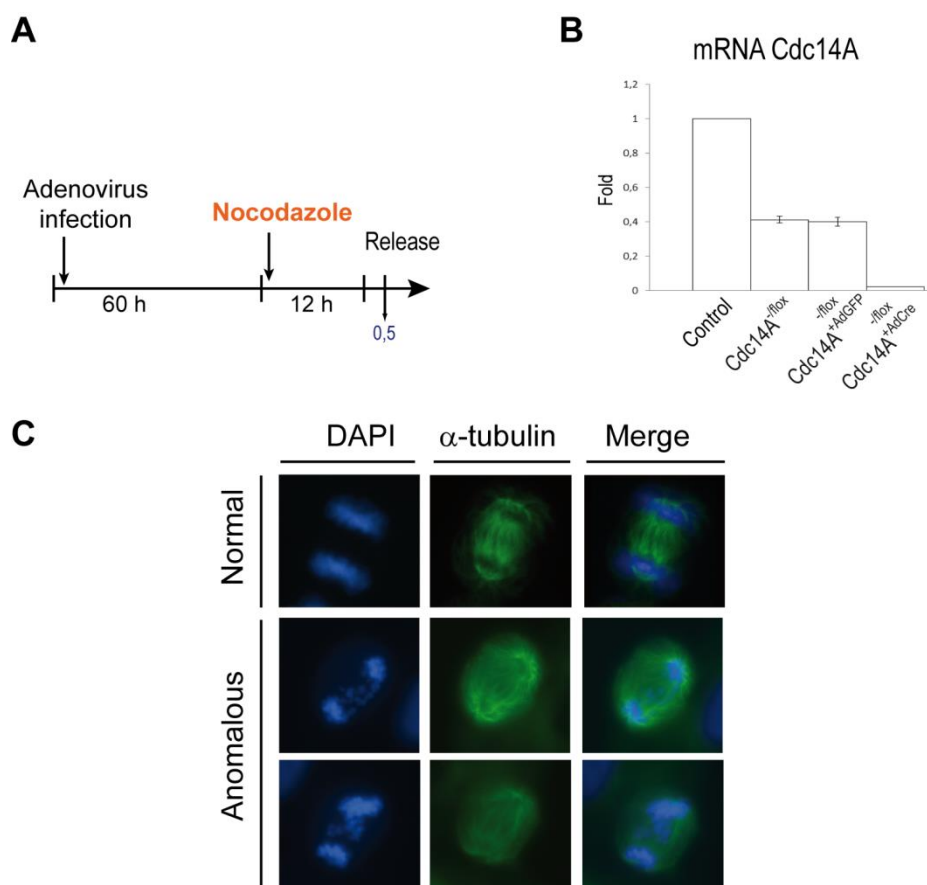 A
Adenovirus
infection
Nocodazole
Release
60 h
12 h
0,5
B
mRNA Cdc14A
Fold
1,2
1
0,8
0,6
0,4
0,2
0
Control
Cdc14A-/flox
Cdc14A-/flox+AdGFP
Cdc14A-/flox+AdCre
C
DAPI
α-tubulin
Merge
Normal
Anomalous